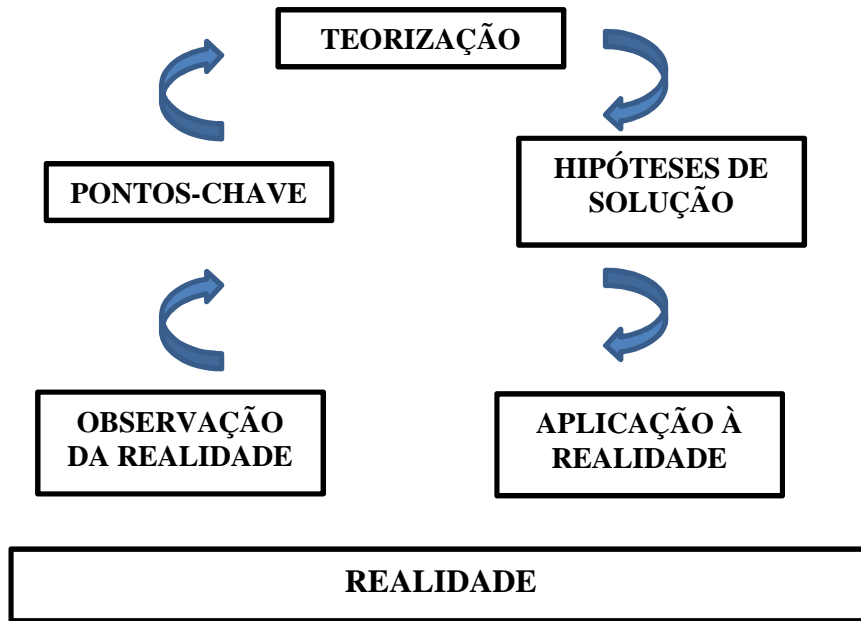 TEORIZAÇÃO
PONTOS-CHAVE
HIPÓTESES DE
SOLUÇÃO
OBSERVAÇÃO
DA REALIDADE
APLICAÇÃO À
REALIDADE
REALIDADE